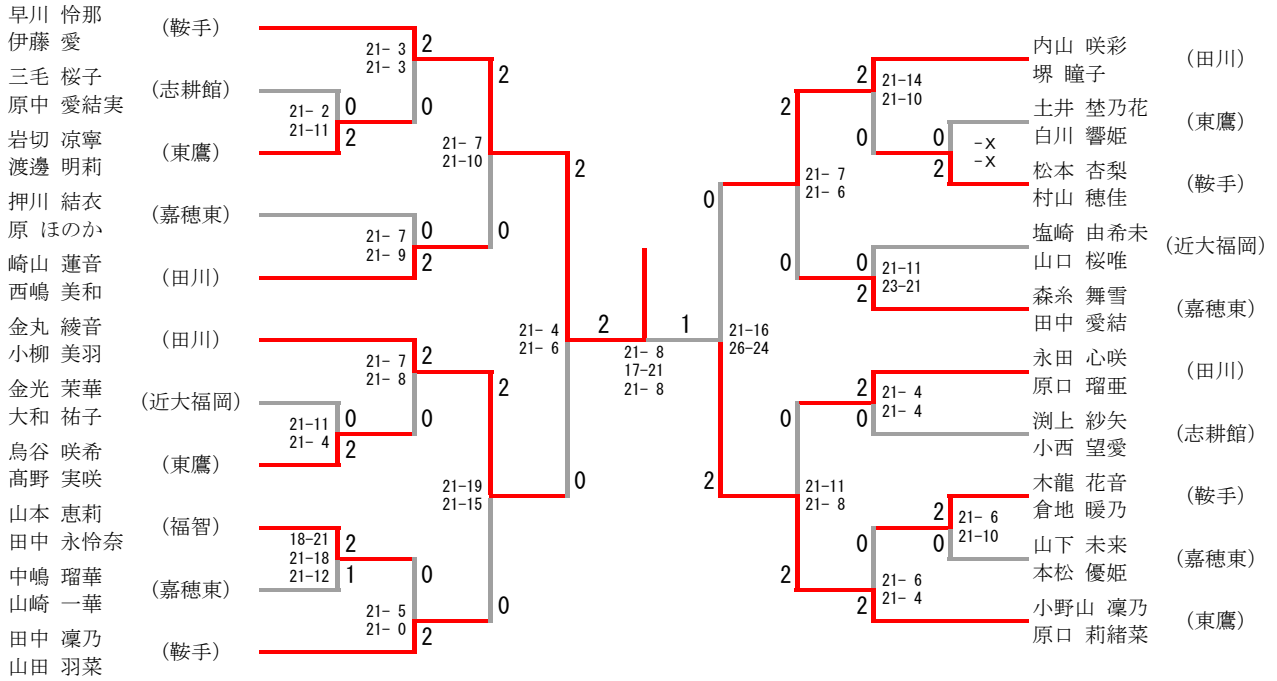 早川 怜那
伊藤 愛
(鞍手)
三毛 桜子
原中 愛結実
(志耕館)
岩切 凉寧
渡邊 明莉
(東鷹)
押川 結衣
原 ほのか
(嘉穂東)
崎山 蓮音
西嶋 美和
(田川)
金丸 綾音
小柳 美羽
(田川)
金光 茉華
大和 祐子
(近大福岡)
烏谷 咲希
髙野 実咲
(東鷹)
山本 恵莉
田中 永怜奈
(福智)
中嶋 瑠華
山崎 一華
(嘉穂東)
田中 凜乃
山田 羽菜
(鞍手)
21- 2
21-11
0
2
21- 3
21- 3
2
0
21- 7
21- 9
0
2
21- 7
21-10
2
0
21-11
21- 4
0
2
21- 7
21- 8
2
0
18-21
21-18
21-12
2
1
21- 5
21- 0
0
2
21-19
21-15
2
0
21- 4
21- 6
2
0
2
1
21- 8
17-21
21- 8
21-16
26-24
0
2
21- 7
21- 6
2
0
21-14
21-10
2
0
-X
-X
0
2
21-11
23-21
0
2
21-11
21- 8
0
2
21- 4
21- 4
2
0
21- 6
21- 4
0
2
21- 6
21-10
2
0
内山 咲彩
堺 瞳子
(田川)
土井 埜乃花
白川 響姫
(東鷹)
松本 杏梨
村山 穂佳
(鞍手)
塩崎 由希未
山口 桜唯
(近大福岡)
森糸 舞雪
田中 愛結
(嘉穂東)
永田 心咲
原口 瑠亜
(田川)
渕上 紗矢
小西 望愛
(志耕館)
木龍 花音
倉地 暖乃
(鞍手)
山下 未来
本松 優姫
(嘉穂東)
小野山 凜乃
原口 莉緒菜
(東鷹)